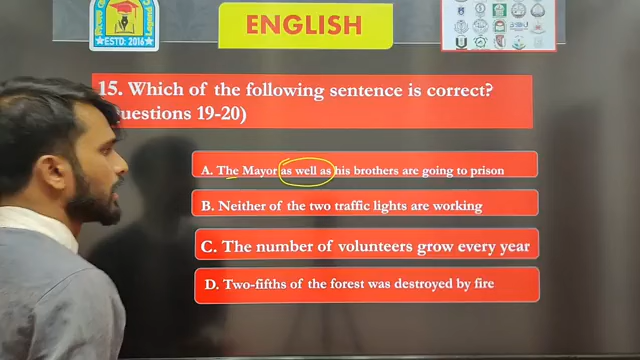 ESTD: 2016
ENGLISH
15. Which of the following sentence is correct?
uestions 19-20)
A. The Mayor as well as his brothers are going to prison
B. Neither of the two traffic lights are working
C. The number of volunteers grow every year
D. Two-fifths of the forest was destroyed by fire